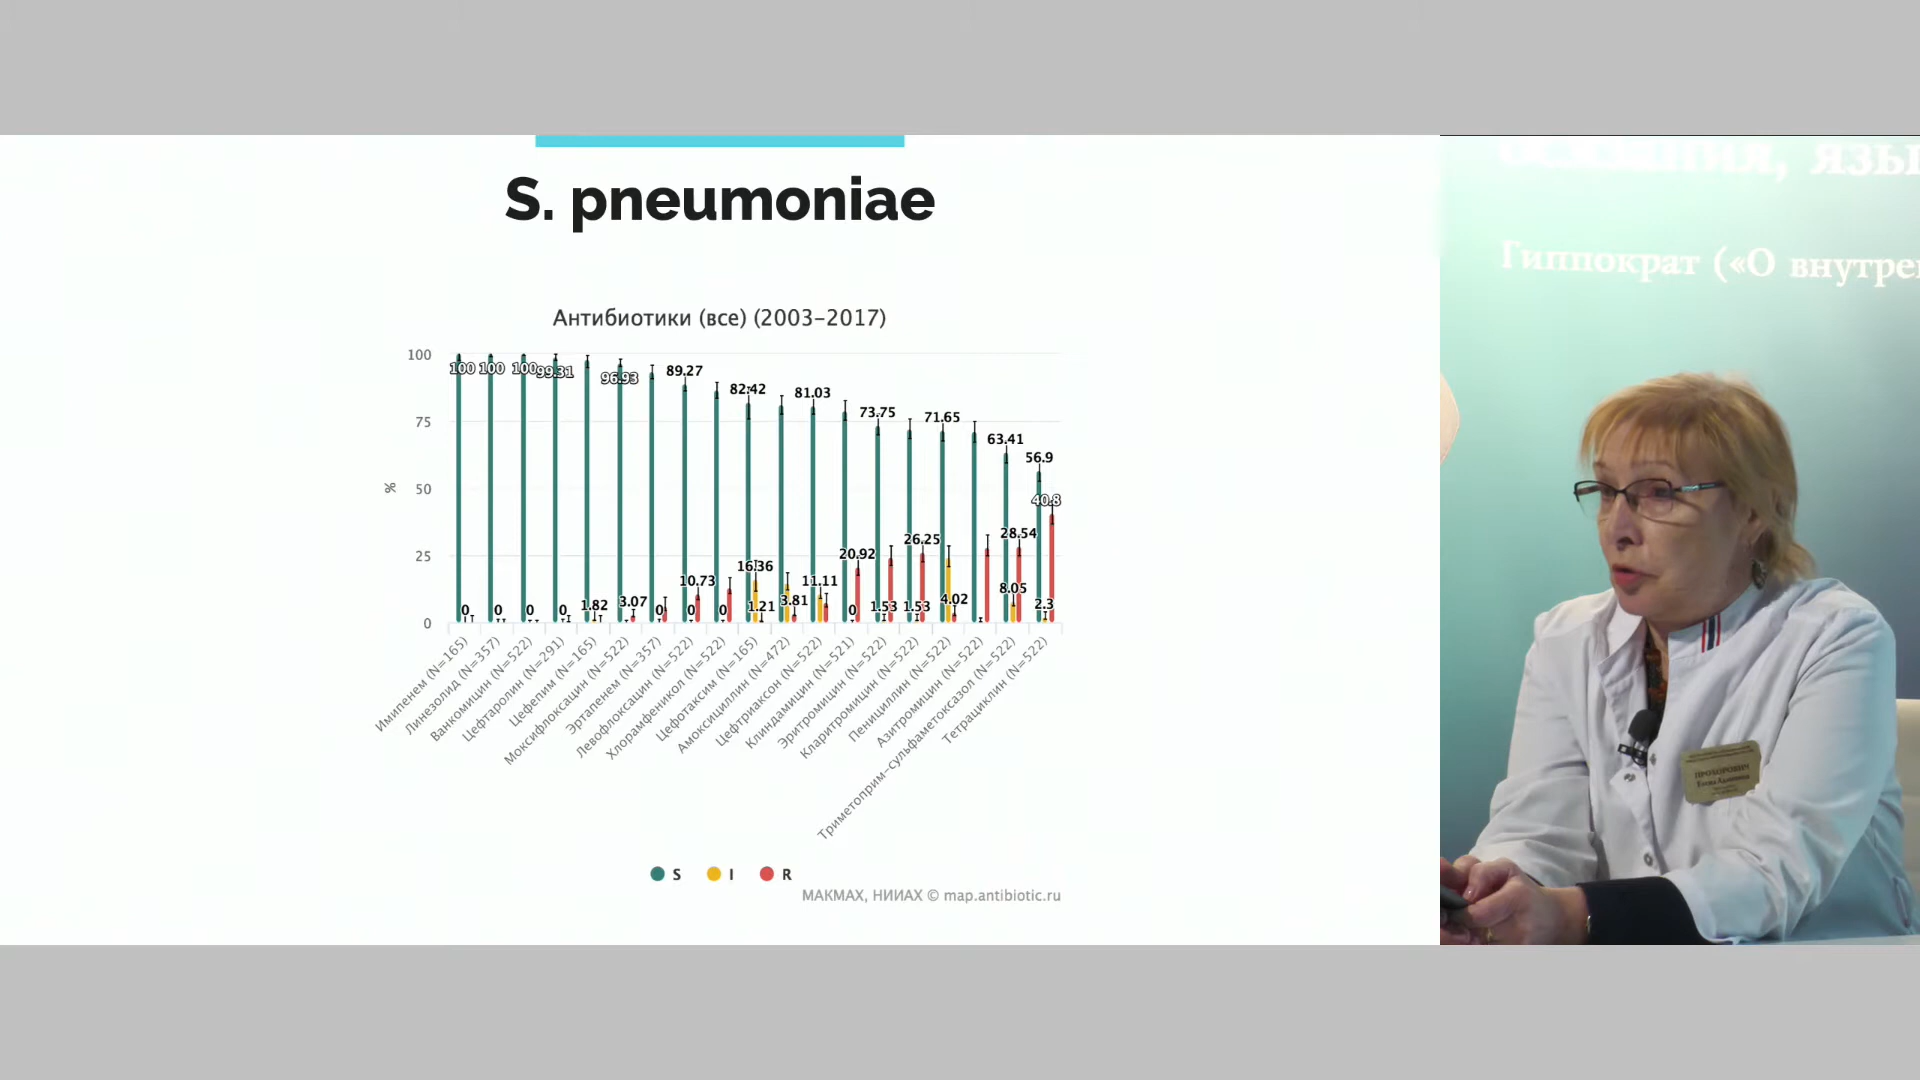 S. pneumoniae
Антибиотики (все) (2003–2017)
%
100
75
50
25
0
100
100
100
99.31
96.93
89.27
82.42
81.03
73.75
71.65
63.41
56.9
40.8
0
0
0
0
1.82
3.07
0
10.73
0
0
16.36
1.21
3.81
11.11
20.92
0
1.53
26.25
1.53
4.02
28.54
8.05
2.3
Имипенем (N=165)
Линезолид (N=357)
Ванкомицин (N=522)
Цефтаролин (N=291)
Цефепим (N=165)
Моксифлоксацин (N=522)
Эртапенем (N=357)
Левофлоксацин (N=522)
Хлорамфеникол (N=522)
Цефотаксим (N=165)
Амоксициллин (N=472)
Цефтриаксон (N=522)
Клиндамицин (N=521)
Эритромицин (N=522)
Кларитромицин (N=522)
Пенициллин (N=522)
Азитромицин (N=522)
Триметоприм-сульфаметоксазол (N=522)
Тетрациклин (N=522)
S I R
МАКМАХ, НИИАХ © map.antibiotic.ru
Гиппократ («О внутре
ПРОХОРОВИЧ